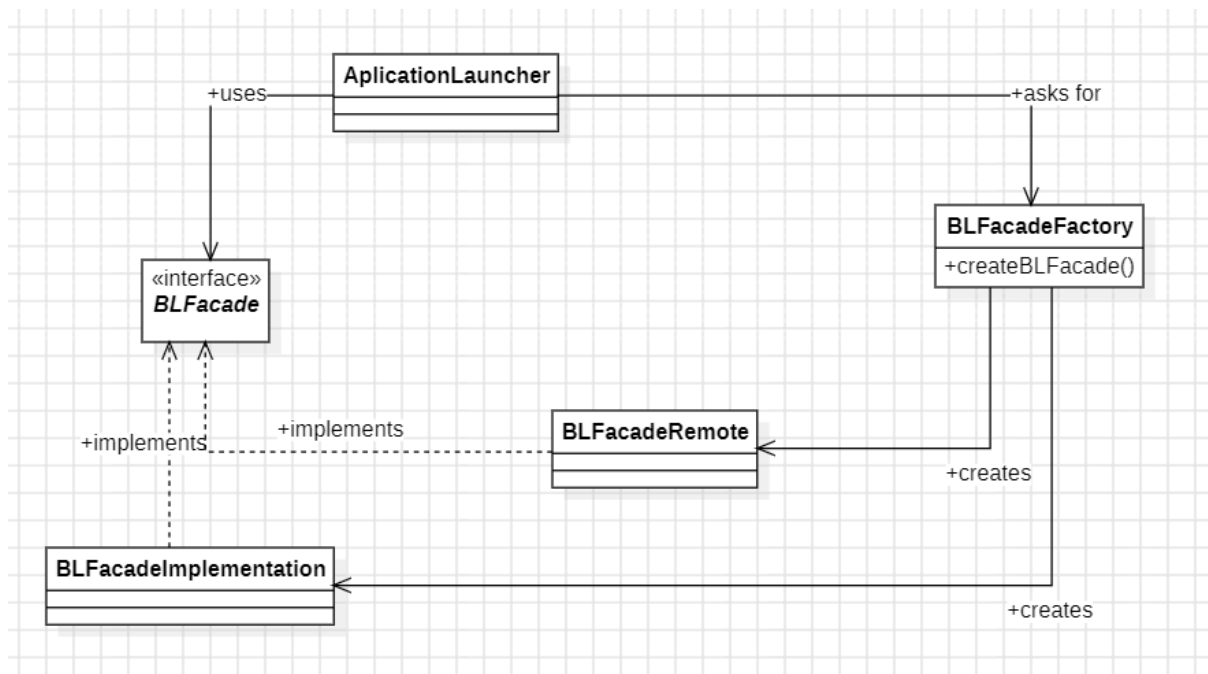 AplicationLauncher
+uses
+asks for
BLFacadeFactory
+createBLFacade()
«interface»
BLFacade
+implements
+implements
BLFacadeRemote
+creates
BLFacadeImplementation
+creates